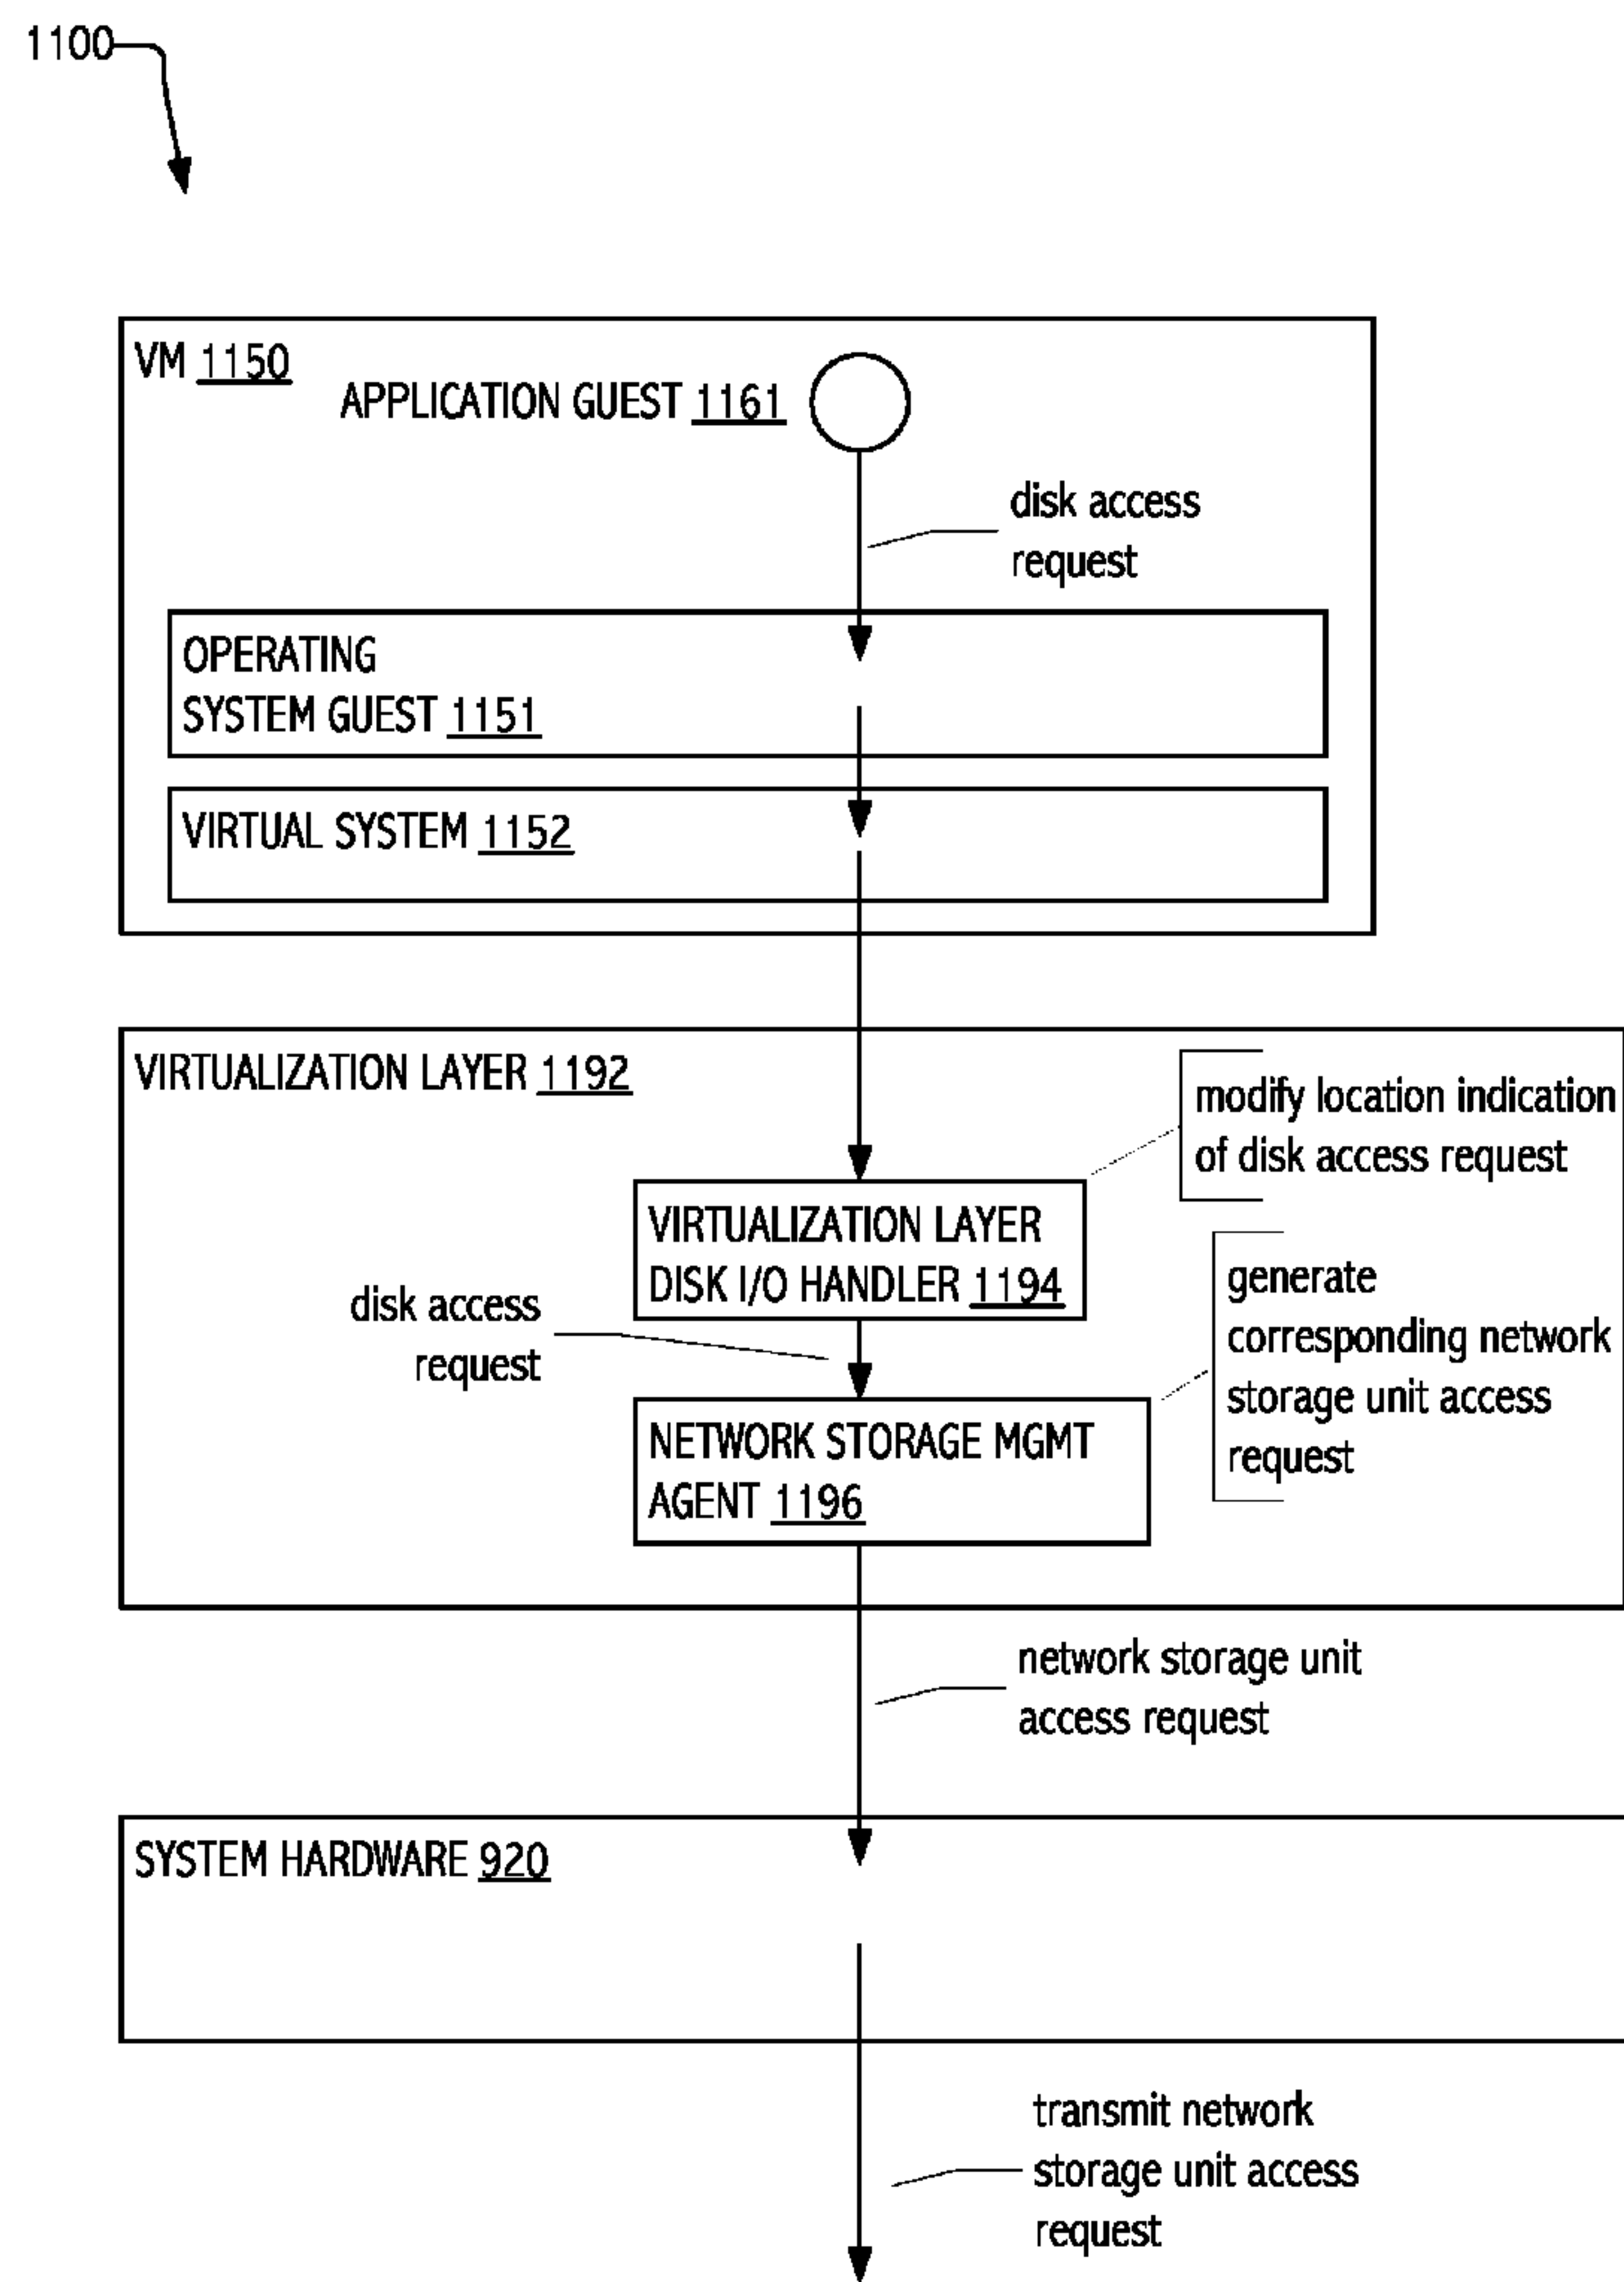 1100
VM 1150
APPLICATION GUEST 1161
disk access
request
OPERATING
SYSTEM GUEST 1151
VIRTUAL SYSTEM 1152
VIRTUALIZATION LAYER 1192
modify location indication
of disk access request
VIRTUALIZATION LAYER
DISK I/O HANDLER 1194
disk access
request
generate
corresponding network
storage unit access
request
NETWORK STORAGE MGMT
AGENT 1196
network storage unit
access request
SYSTEM HARDWARE 920
transmit network
storage unit access
request